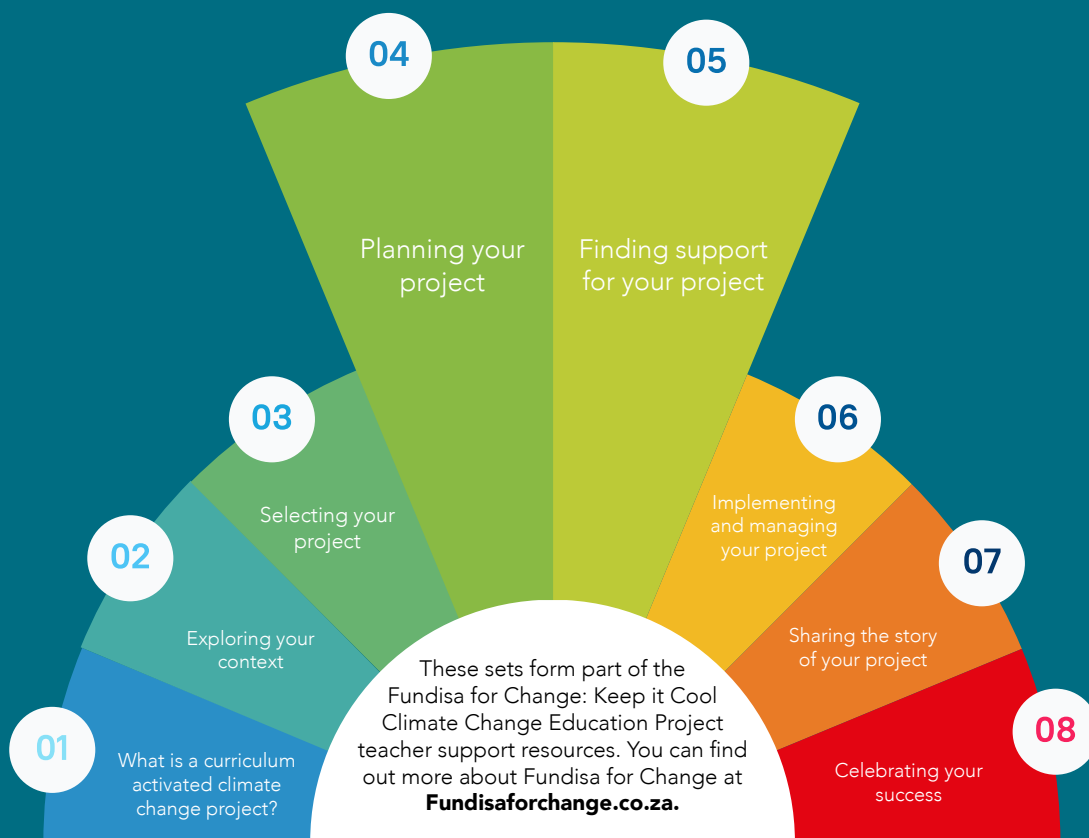 01
What is a curriculum
activated climate
change project?
02
Exploring your
context
03
Selecting your
project
04
Planning your
project
05
Finding support
for your project
06
Implementing
and managing
your project
07
Sharing the story
of your project
08
Celebrating your
success
These sets form part of the
Fundisa for Change: Keep it Cool
Climate Change Education Project
teacher support resources. You can find
out more about Fundisa for Change at
Fundisaforchange.co.za.